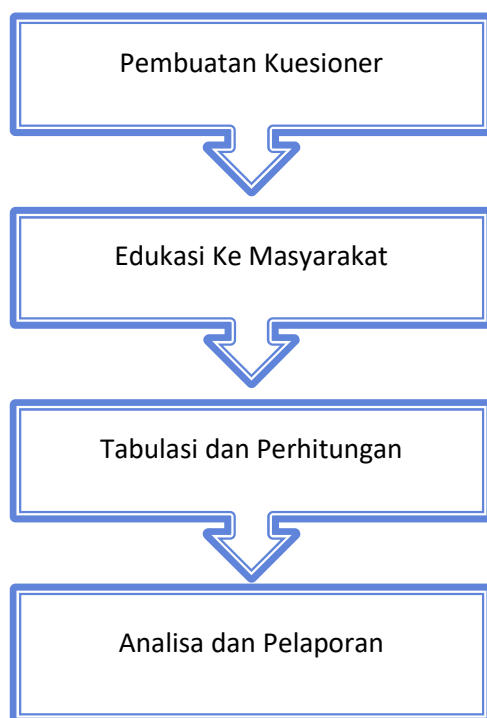 Pembuatan Kuesioner
Edukasi Ke Masyarakat
Tabulasi dan Perhitungan
Analisa dan Pelaporan